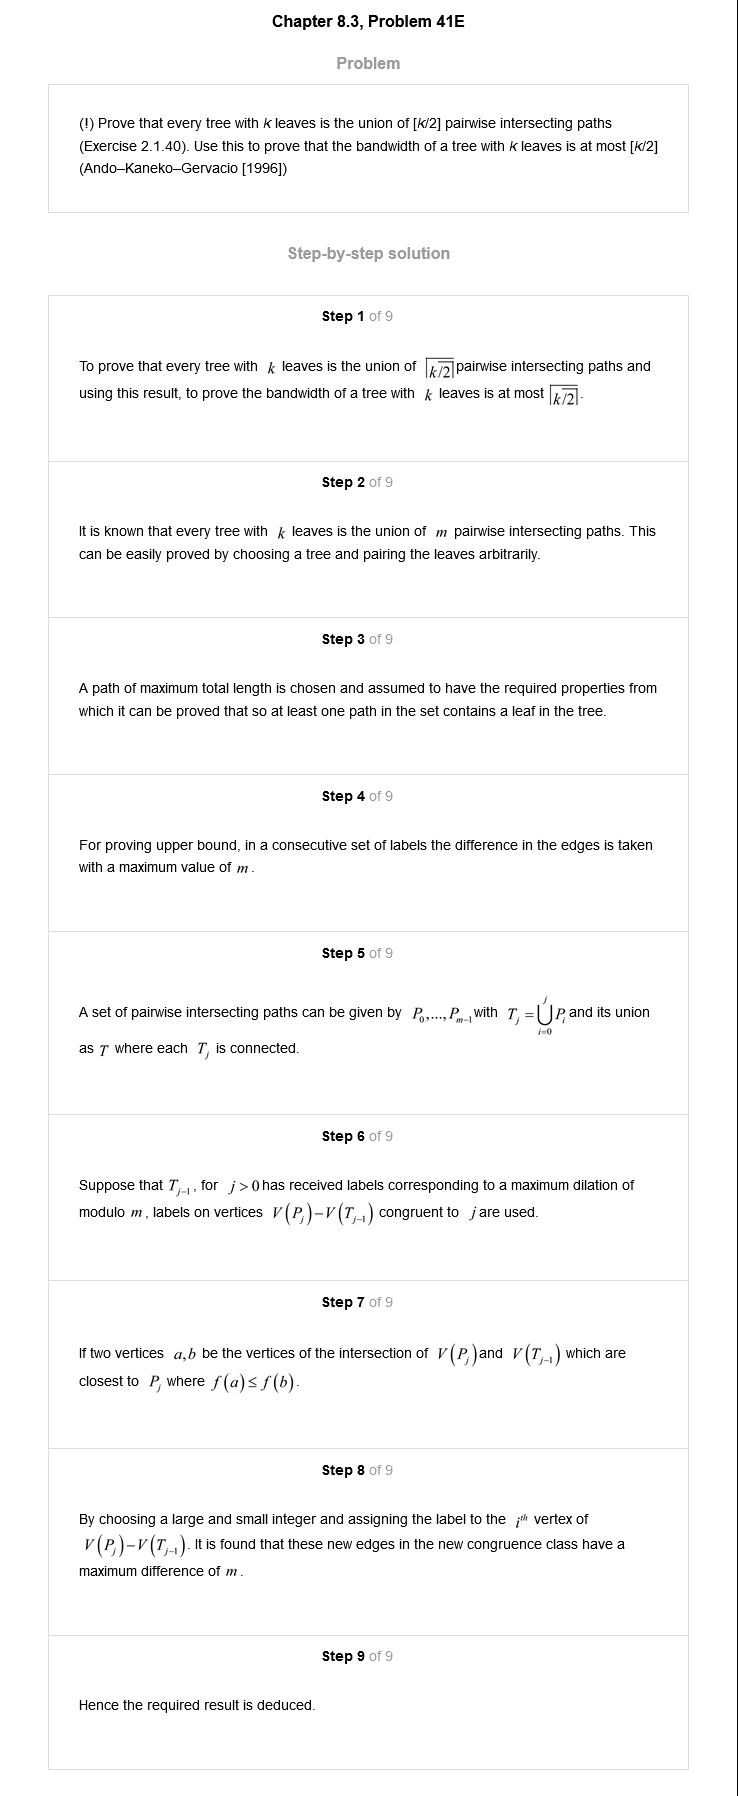 Chapter 8.3, Problem 41E
Problem
(!) Prove that every tree with k leaves is the union of [k/2] pairwise intersecting paths
(Exercise 2.1.40). Use this to prove that the bandwidth of a tree with k leaves is at most [k/2]
(Ando–Kaneko–Gervacio [1996])
Step-by-step solution
Step 1 of 9
To prove that every tree with k leaves is the union of ⌈k/2⌉ pairwise intersecting paths and
using this result, to prove the bandwidth of a tree with k leaves is at most ⌈k/2⌉.
Step 2 of 9
It is known that every tree with k leaves is the union of m pairwise intersecting paths. This
can be easily proved by choosing a tree and pairing the leaves arbitrarily.
Step 3 of 9
A path of maximum total length is chosen and assumed to have the required properties from
which it can be proved that so at least one path in the set contains a leaf in the tree.
Step 4 of 9
For proving upper bound, in a consecutive set of labels the difference in the edges is taken
with a maximum value of m.
Step 5 of 9
A set of pairwise intersecting paths can be given by P_0,...,P_{m-1} with T_j = ⋃_{i=0}^{j} P_i and its union
as T where each T_j is connected.
Step 6 of 9
Suppose that T_{j-1}, for j > 0 has received labels corresponding to a maximum dilation of
modulo m, labels on vertices V(P_j)−V(T_{j-1}) congruent to j are used.
Step 7 of 9
If two vertices a,b be the vertices of the intersection of V(P_j) and V(T_{j-1}) which are
closest to P_j where f(a) ≤ f(b).
Step 8 of 9
By choosing a large and small integer and assigning the label to the i^{th} vertex of
V(P_j)−V(T_{j-1}). It is found that these new edges in the new congruence class have a
maximum difference of m.
Step 9 of 9
Hence the required result is deduced.